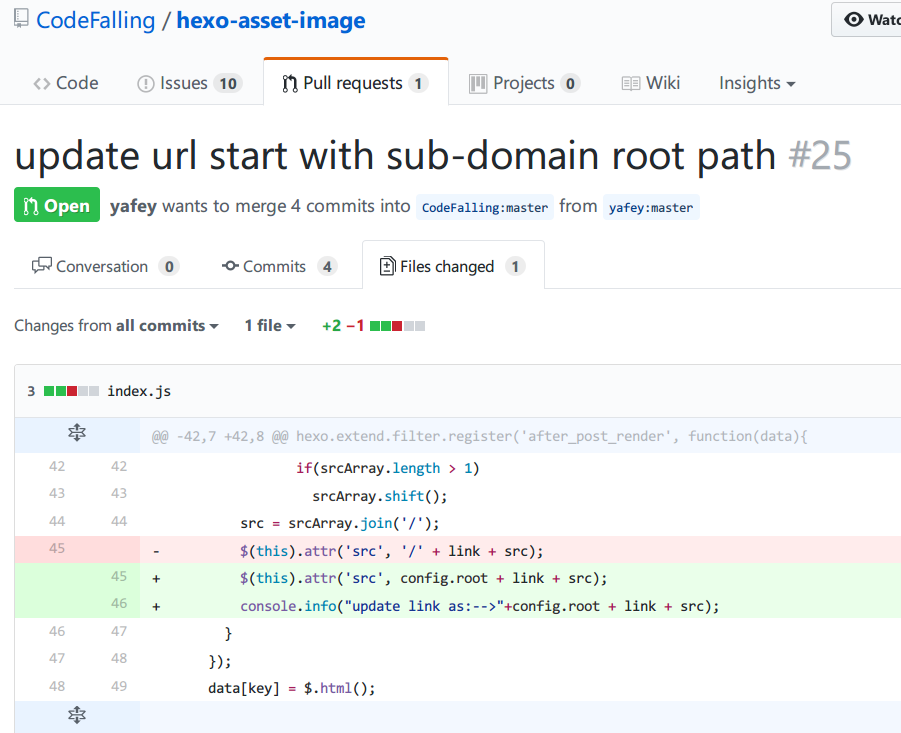 CodeFalling / hexo-asset-image
Watc
Code Issues 10 Pull requests 1 Projects 0 Wiki Insights
update url start with sub-domain root path #25
Open yafey wants to merge 4 commits into CodeFalling:master from yafey:master
Conversation 0 Commits 4 Files changed 1
Changes from all commits 1 file +2 −1
3 index.js
@@ -42,7 +42,8 @@ hexo.extend.filter.register('after_post_render', function(data){
42 42 if(srcArray.length > 1)
43 43 srcArray.shift();
44 44 src = srcArray.join('/');
45 - $(this).attr('src', '/' + link + src);
45 + $(this).attr('src', config.root + link + src);
46 + console.info("update link as:-->"+config.root + link + src);
46 47 }
47 48 });
48 49 data[key] = $.html();